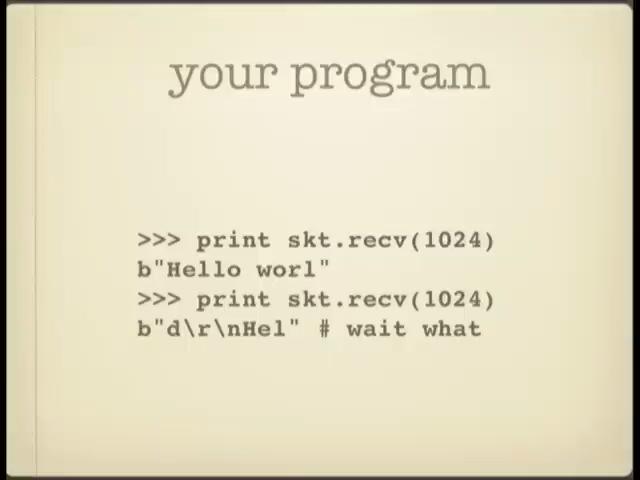 your program
>>> print skt.recv(1024)
b"Hello worl"
>>> print skt.recv(1024)
b"d\r\nHel" # wait what